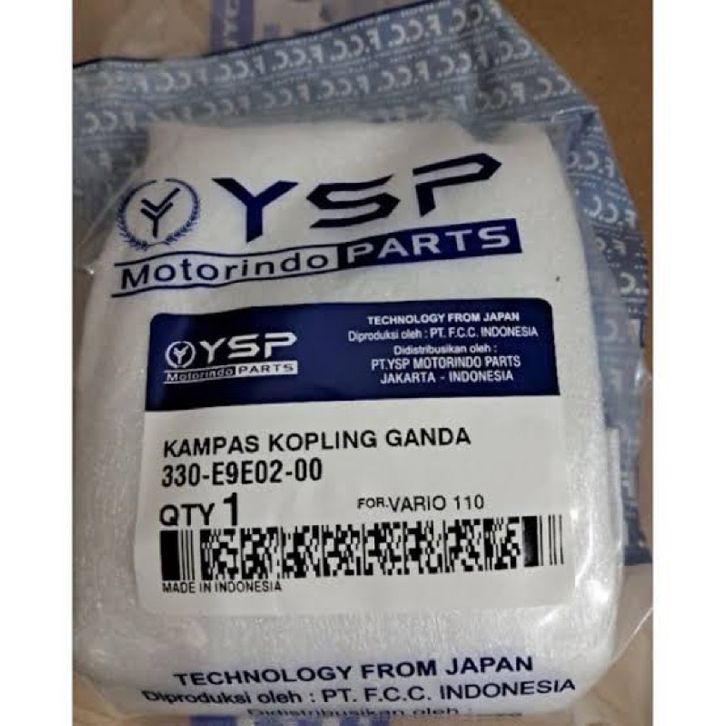 F.C.C.
YSP
Motorindo PARTS
YSP
Motorindo PARTS
TECHNOLOGY FROM JAPAN
Diproduksi oleh : PT. F.C.C. INDONESIA
Didistribusikan oleh :
PT.YSP MOTORINDO PARTS
JAKARTA - INDONESIA
KAMPAS KOPLING GANDA
330-E9E02-00
QTY 1 FOR.VARIO 110
MADE IN INDONESIA
TECHNOLOGY FROM JAPAN
Diproduksi oleh : PT. F.C.C. INDONESIA
Didistribusikan oleh :